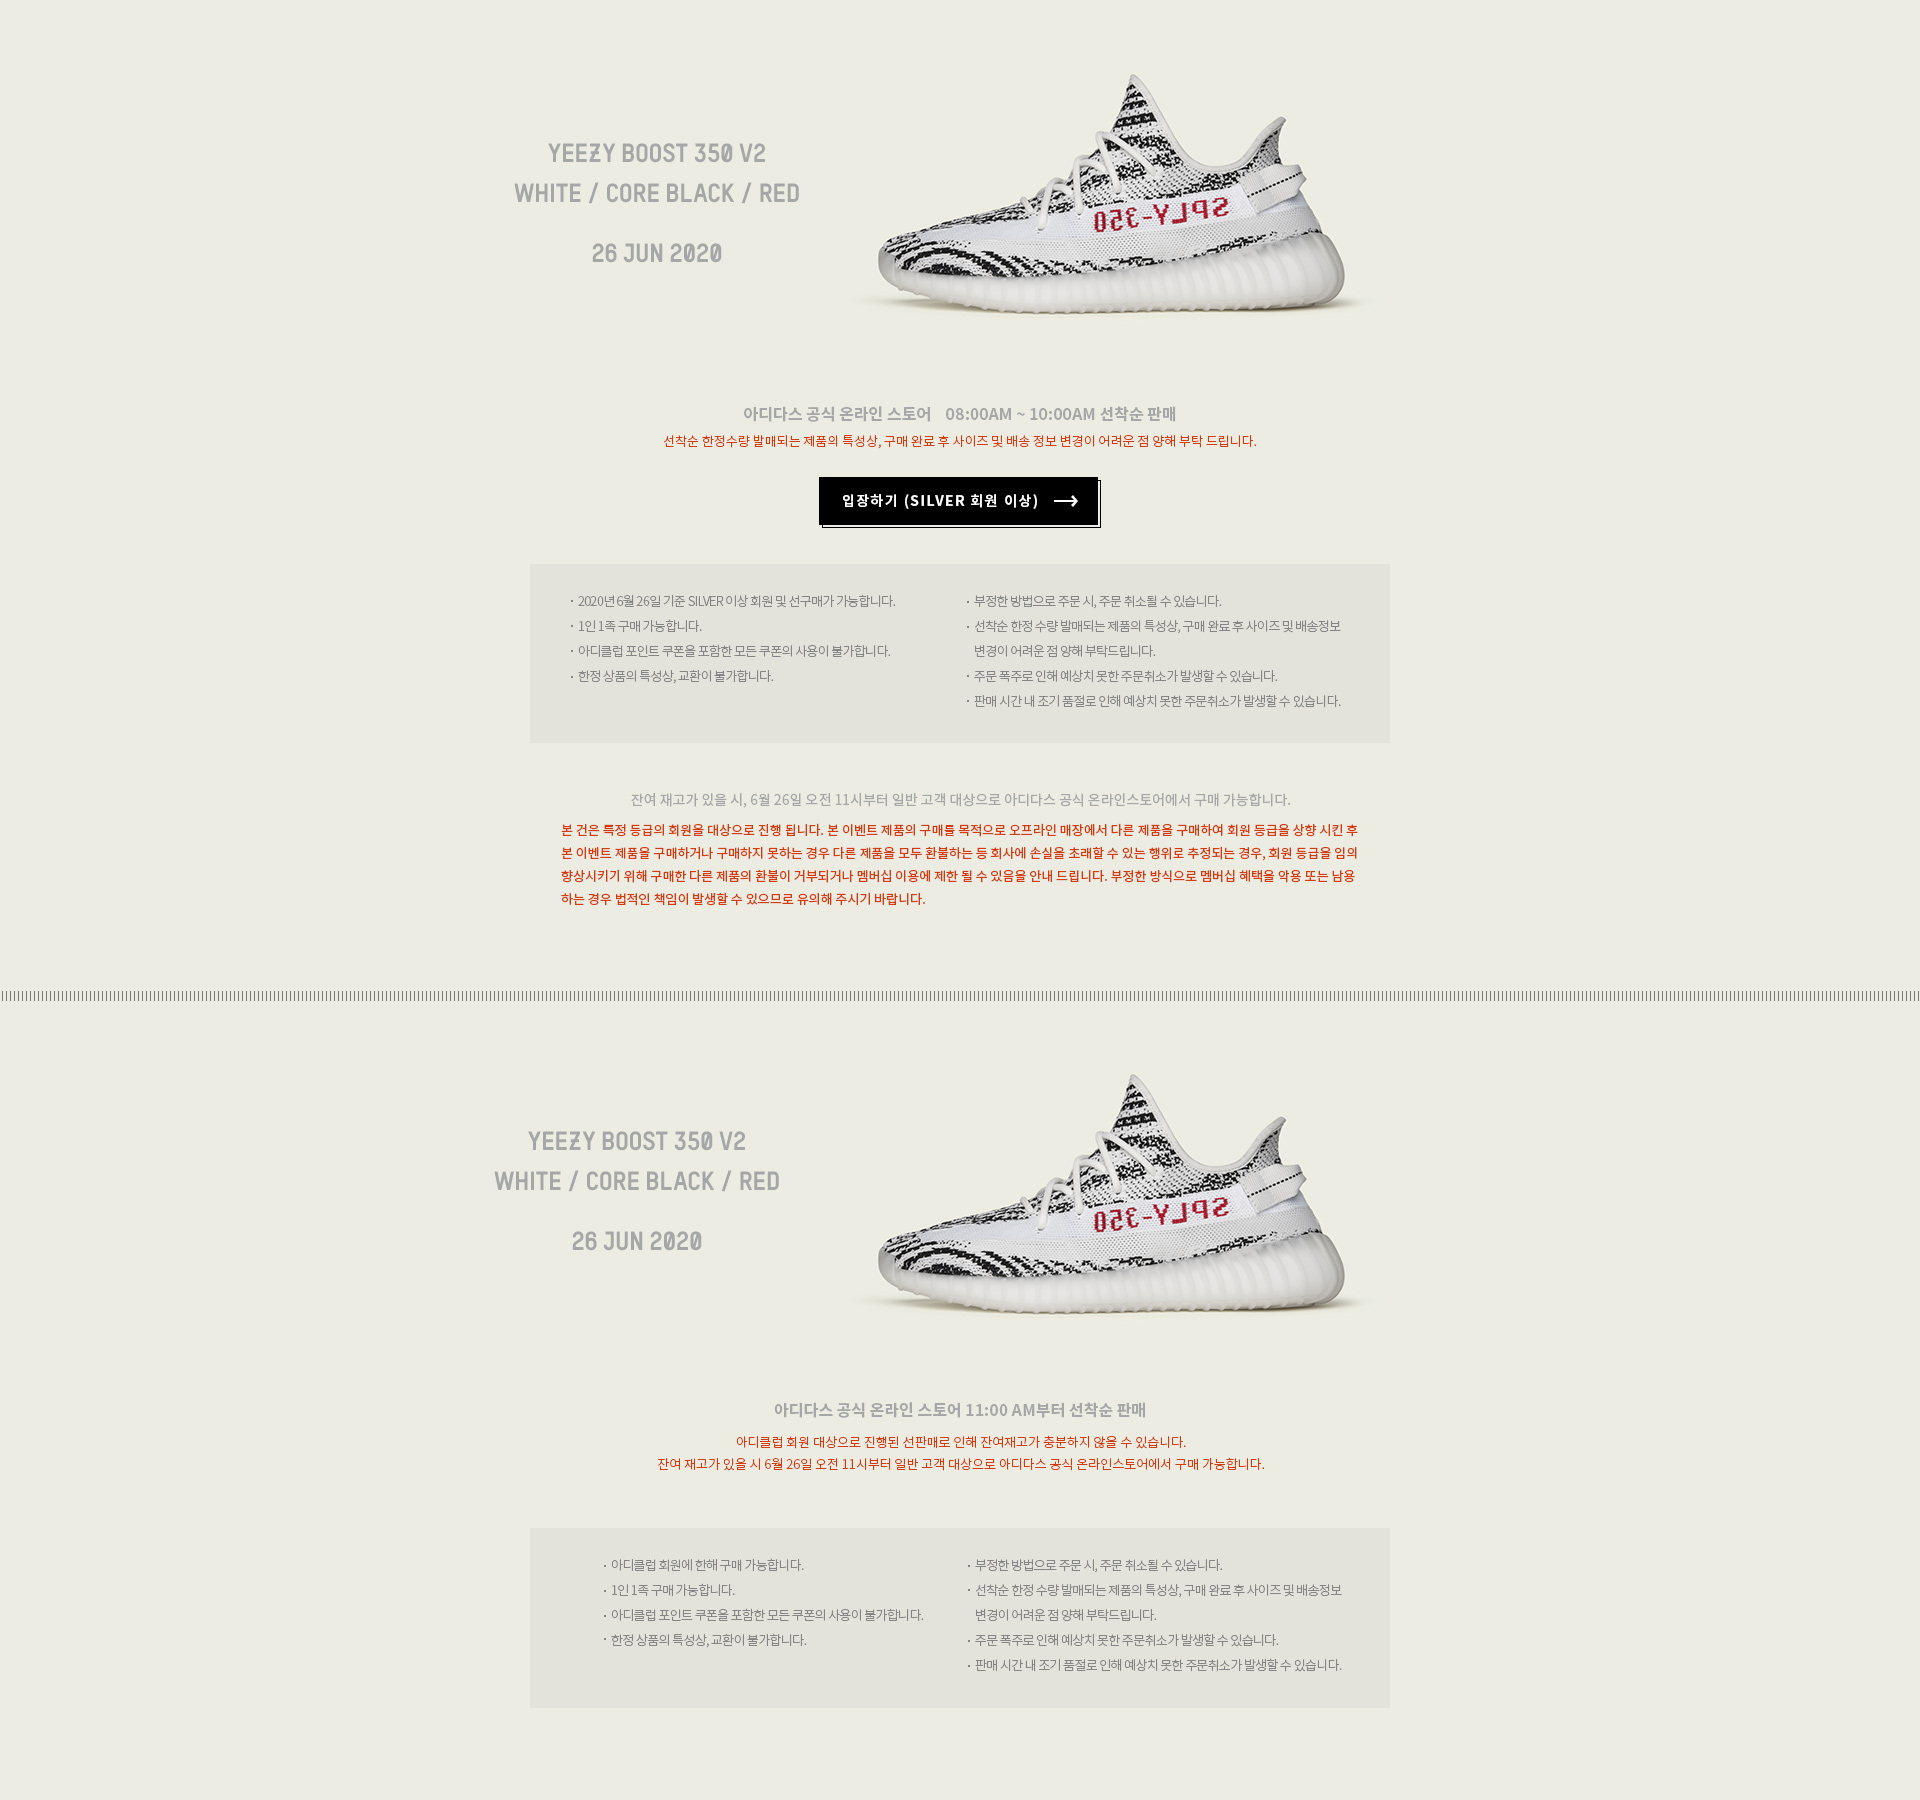 YEEZY BOOST 350 V2
WHITE / CORE BLACK / RED
26 JUN 2020
SPLY-350
아디다스 공식 온라인 스토어 08:00AM ~ 10:00AM 선착순 판매
선착순 한정수량 발매되는 제품의 특성상, 구매 완료 후 사이즈 및 배송 정보 변경이 어려운 점 양해 부탁 드립니다.
입장하기 (SILVER 회원 이상)
· 2020년 6월 26일 기준 SILVER 이상 회원 및 선구매가 가능합니다.
· 1인 1족 구매 가능합니다.
· 아디클럽 포인트 쿠폰을 포함한 모든 쿠폰의 사용이 불가합니다.
· 한정 상품의 특성상, 교환이 불가합니다.
· 부정한 방법으로 주문 시, 주문 취소될 수 있습니다.
· 선착순 한정 수량 발매되는 제품의 특성상, 구매 완료 후 사이즈 및 배송정보
변경이 어려운 점 양해 부탁드립니다.
· 주문 폭주로 인해 예상치 못한 주문취소가 발생할 수 있습니다.
· 판매 시간 내 조기 품절로 인해 예상치 못한 주문취소가 발생할 수 있습니다.
잔여 재고가 있을 시, 6월 26일 오전 11시부터 일반 고객 대상으로 아디다스 공식 온라인스토어에서 구매 가능합니다.
본 건은 특정 등급의 회원을 대상으로 진행 됩니다. 본 이벤트 제품의 구매를 목적으로 오프라인 매장에서 다른 제품을 구매하여 회원 등급을 상향 시킨 후
본 이벤트 제품을 구매하거나 구매하지 못하는 경우 다른 제품을 모두 환불하는 등 회사에 손실을 초래할 수 있는 행위로 추정되는 경우, 회원 등급을 임의
향상시키기 위해 구매한 다른 제품의 환불이 거부되거나 멤버십 이용에 제한 될 수 있음을 안내 드립니다. 부정한 방식으로 멤버십 혜택을 악용 또는 남용
하는 경우 법적인 책임이 발생할 수 있으므로 유의해 주시기 바랍니다.
YEEZY BOOST 350 V2
WHITE / CORE BLACK / RED
26 JUN 2020
SPLY-350
아디다스 공식 온라인 스토어 11:00 AM부터 선착순 판매
아디클럽 회원 대상으로 진행된 선판매로 인해 잔여재고가 충분하지 않을 수 있습니다.
잔여 재고가 있을 시 6월 26일 오전 11시부터 일반 고객 대상으로 아디다스 공식 온라인스토어에서 구매 가능합니다.
· 아디클럽 회원에 한해 구매 가능합니다.
· 1인 1족 구매 가능합니다.
· 아디클럽 포인트 쿠폰을 포함한 모든 쿠폰의 사용이 불가합니다.
· 한정 상품의 특성상, 교환이 불가합니다.
· 부정한 방법으로 주문 시, 주문 취소될 수 있습니다.
· 선착순 한정 수량 발매되는 제품의 특성상, 구매 완료 후 사이즈 및 배송정보
변경이 어려운 점 양해 부탁드립니다.
· 주문 폭주로 인해 예상치 못한 주문취소가 발생할 수 있습니다.
· 판매 시간 내 조기 품절로 인해 예상치 못한 주문취소가 발생할 수 있습니다.